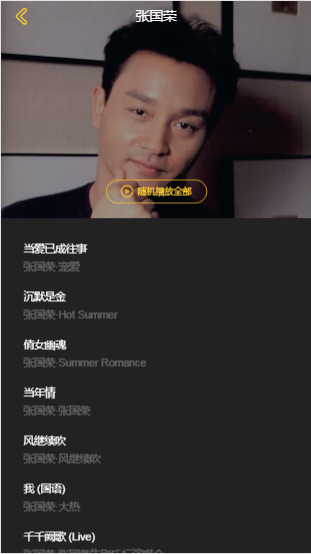 张国荣
随机播放全部
当爱已成往事
张国荣·宠爱
沉默是金
张国荣·Hot Summer
倩女幽魂
张国荣·Summer Romance
当年情
张国荣·张国荣
风继续吹
张国荣·风继续吹
我 (国语)
张国荣·大热
千千阙歌 (Live)